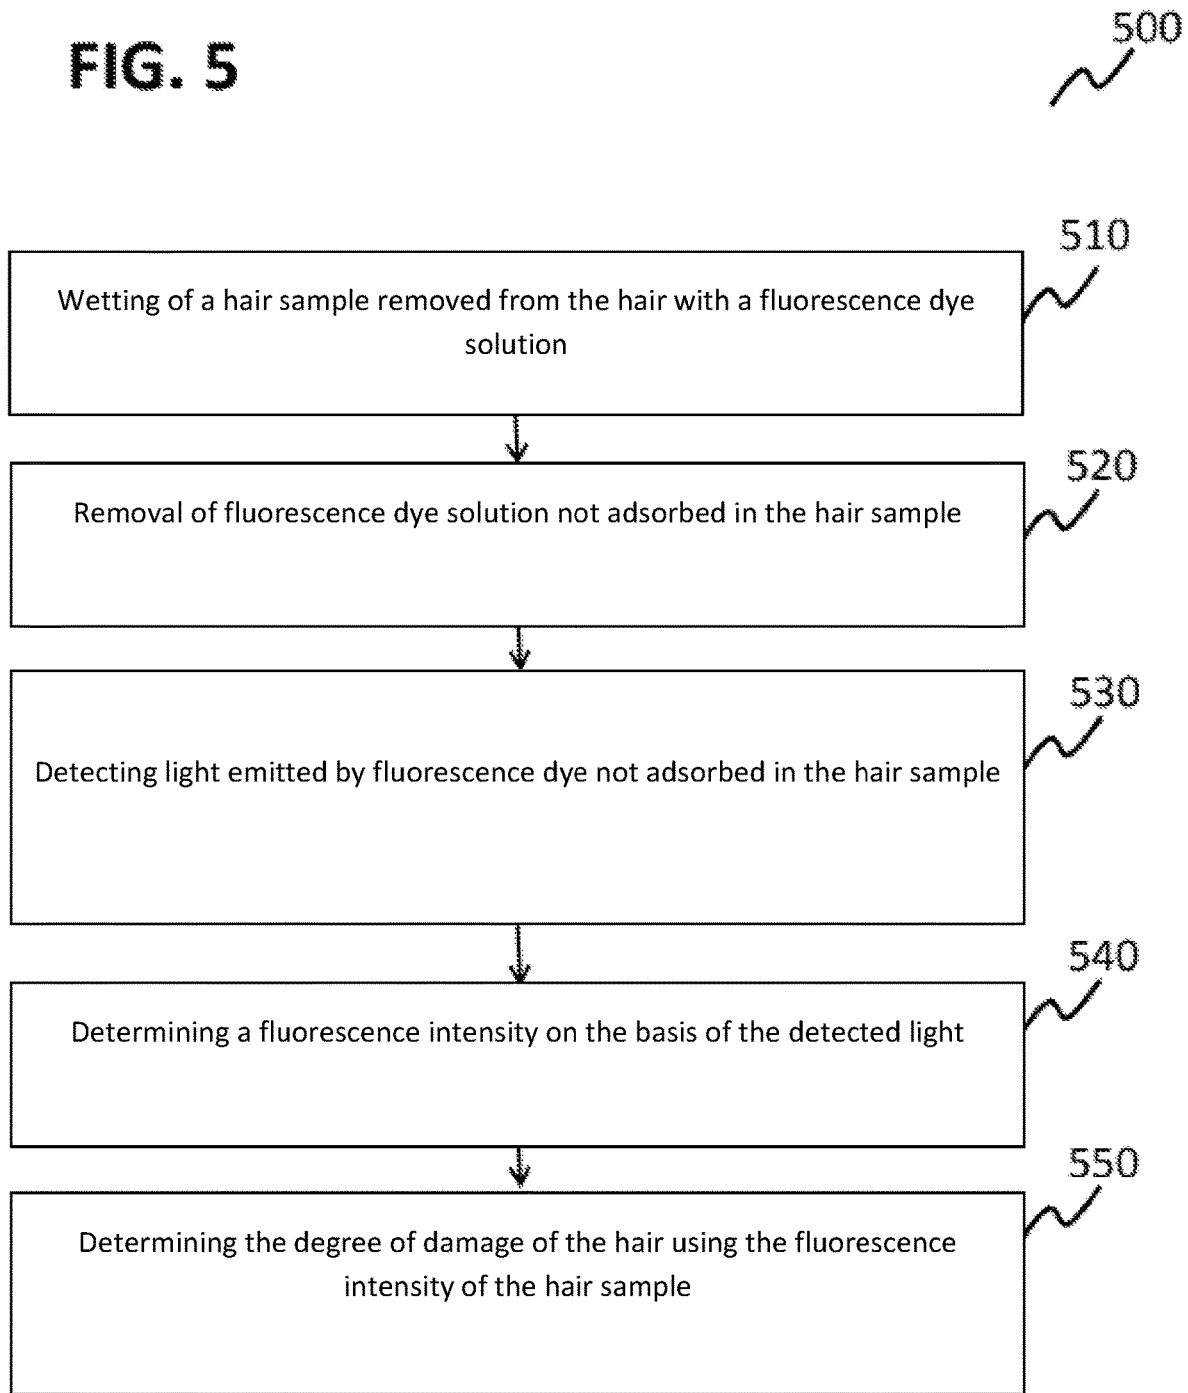 FIG. 5
500
510
Wetting of a hair sample removed from the hair with a fluorescence dye
solution
520
Removal of fluorescence dye solution not adsorbed in the hair sample
530
Detecting light emitted by fluorescence dye not adsorbed in the hair sample
540
Determining a fluorescence intensity on the basis of the detected light
550
Determining the degree of damage of the hair using the fluorescence
intensity of the hair sample